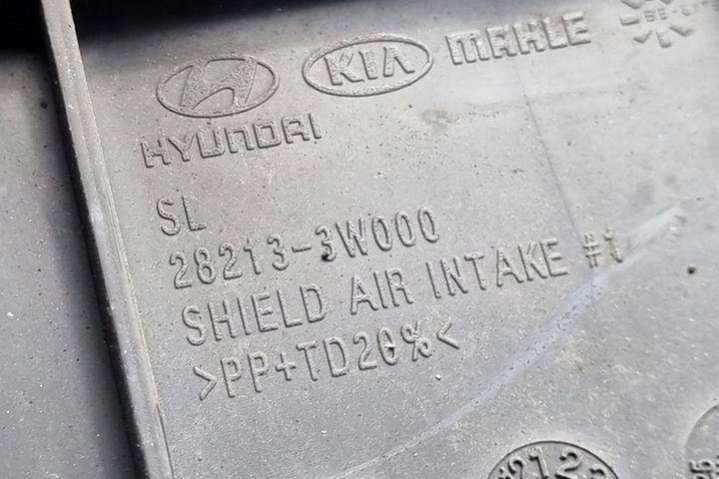 KIA MAHLE
HYUNDAI
SL
28213-3W000
SHIELD AIR INTAKE #1
>PP+TD20%<